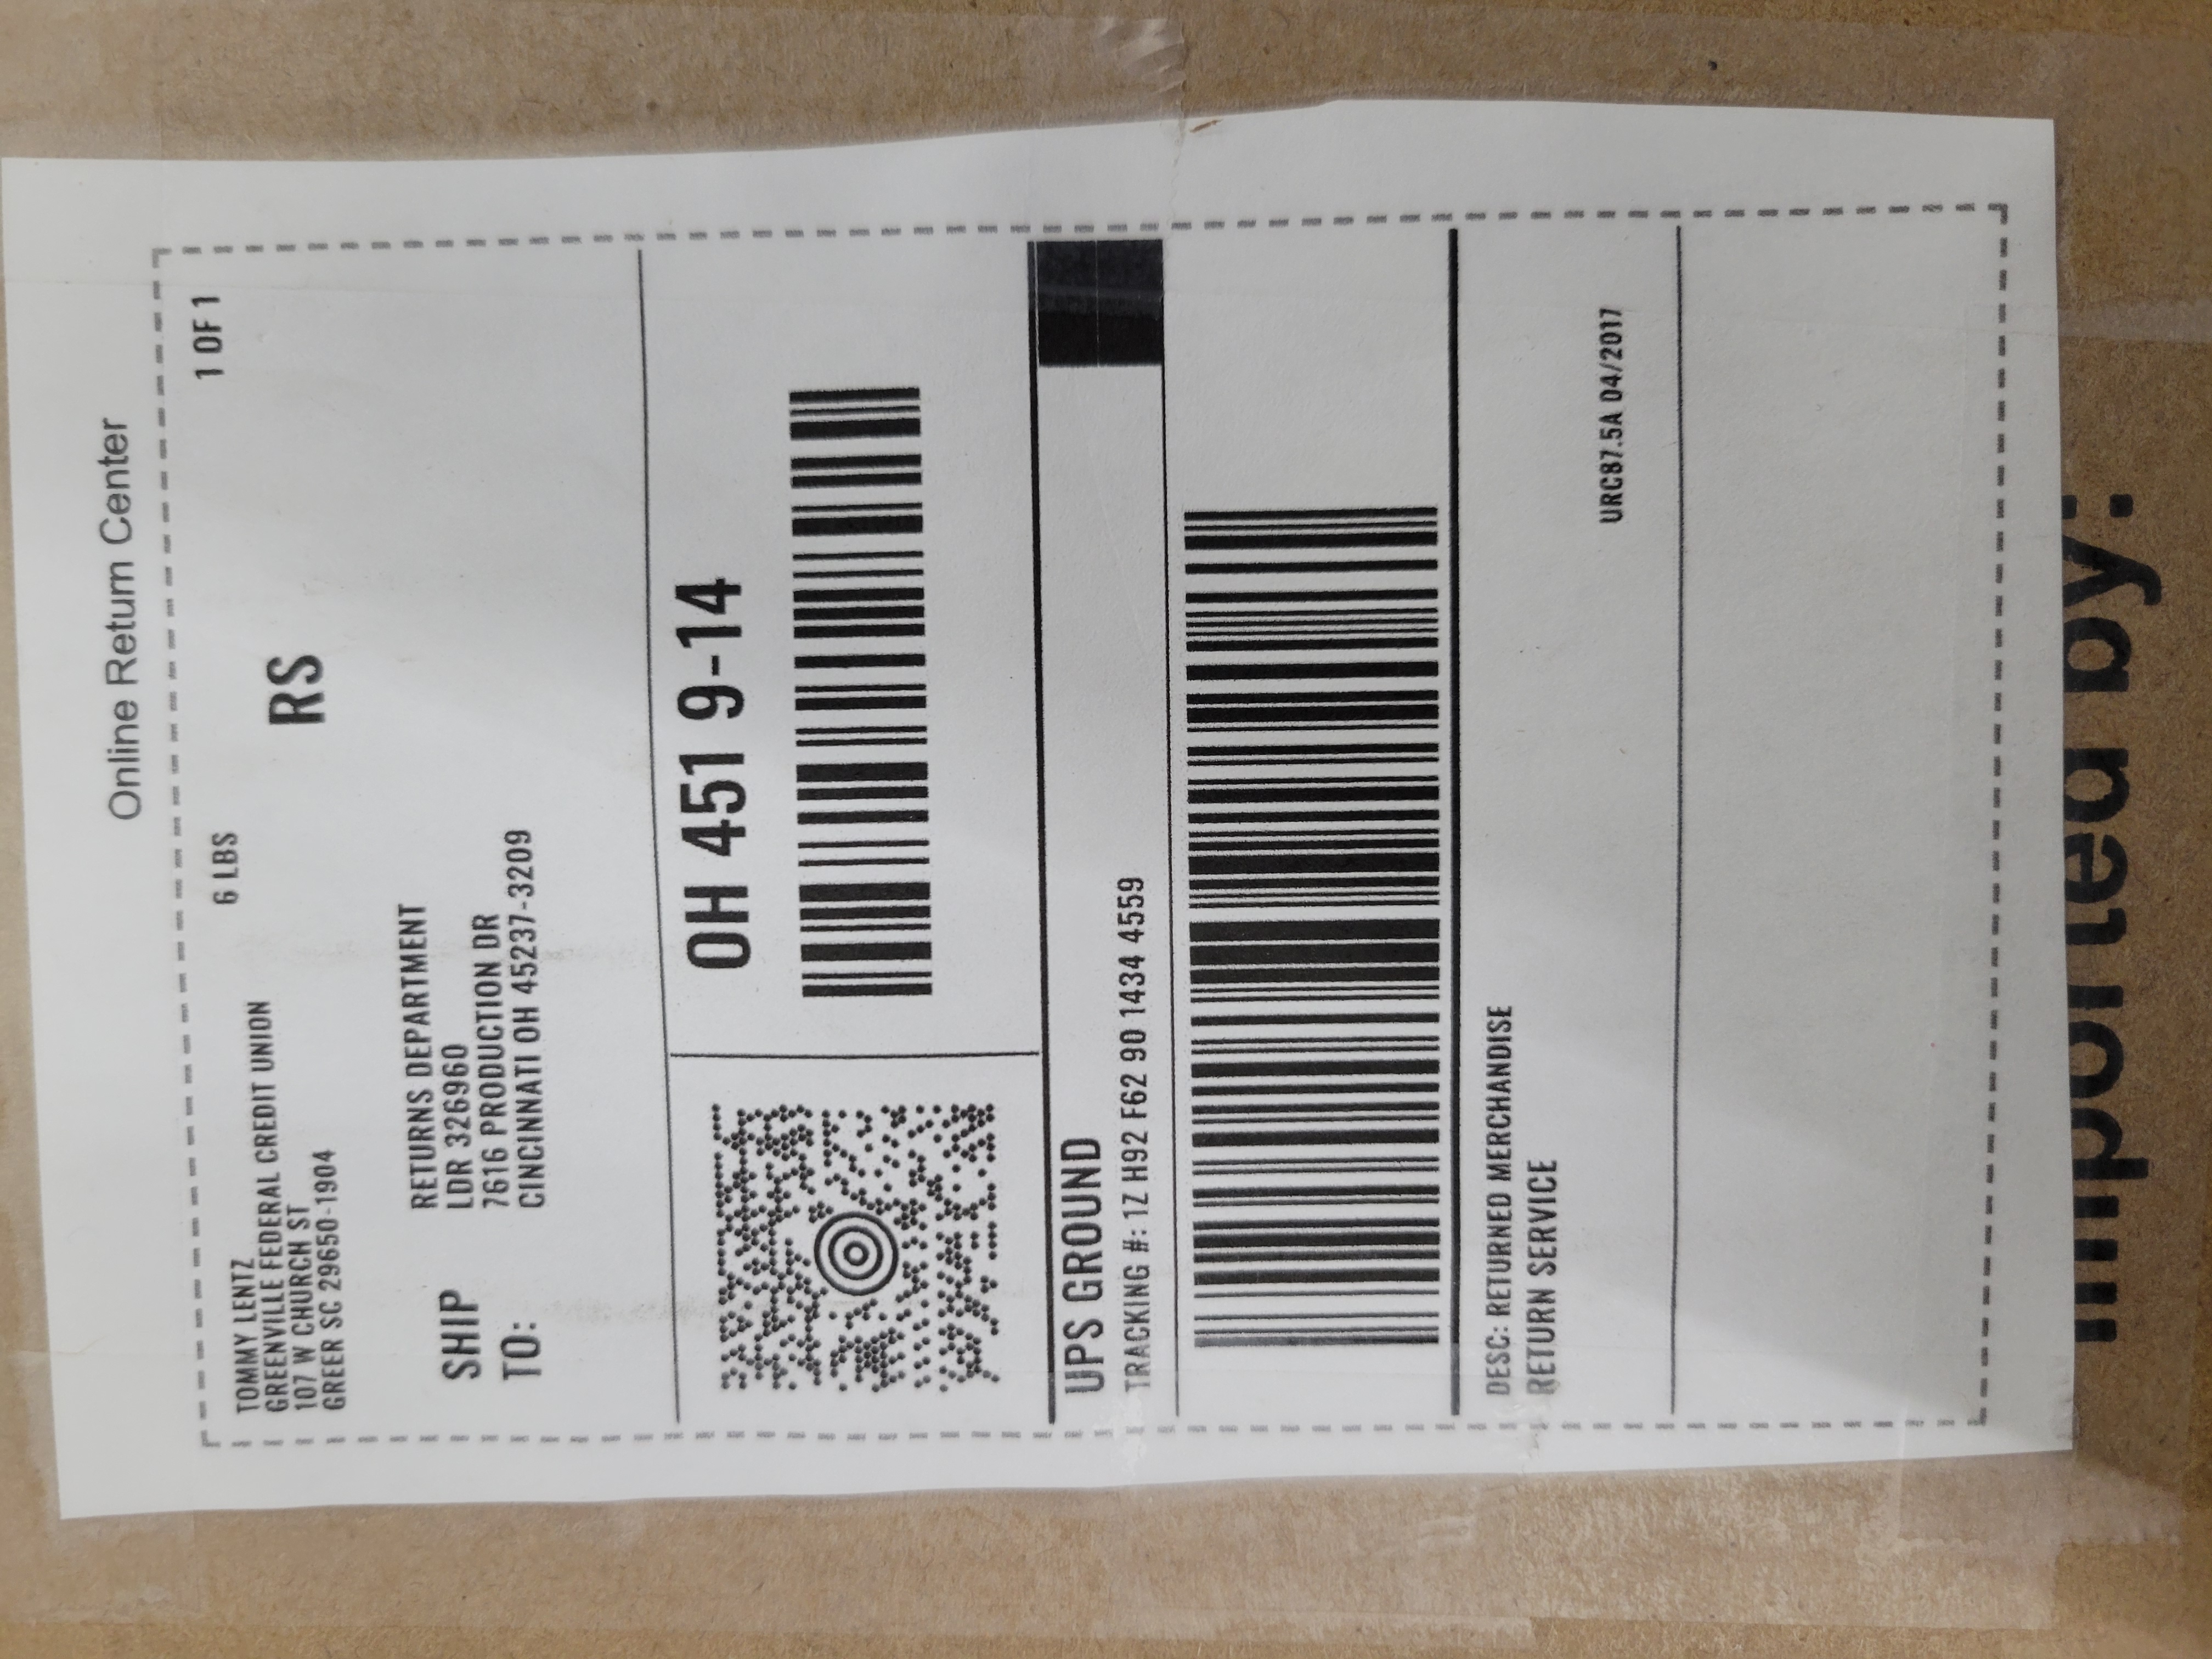 Online Return Center
6 LBS
1 OF 1
TOMMY LENTZ
GREENVILLE FEDERAL CREDIT UNION
107 W CHURCH ST
GREER SC 29650-1904
RS
SHIP
TO:
RETURNS DEPARTMENT
LDR 326960
7616 PRODUCTION DR
CINCINNATI OH 45237-3209
OH 451 9-14
UPS GROUND
TRACKING #: 1Z H92 F62 90 1434 4559
DESC: RETURNED MERCHANDISE
RETURN SERVICE
URC87.5A 04/2017
Imported by: